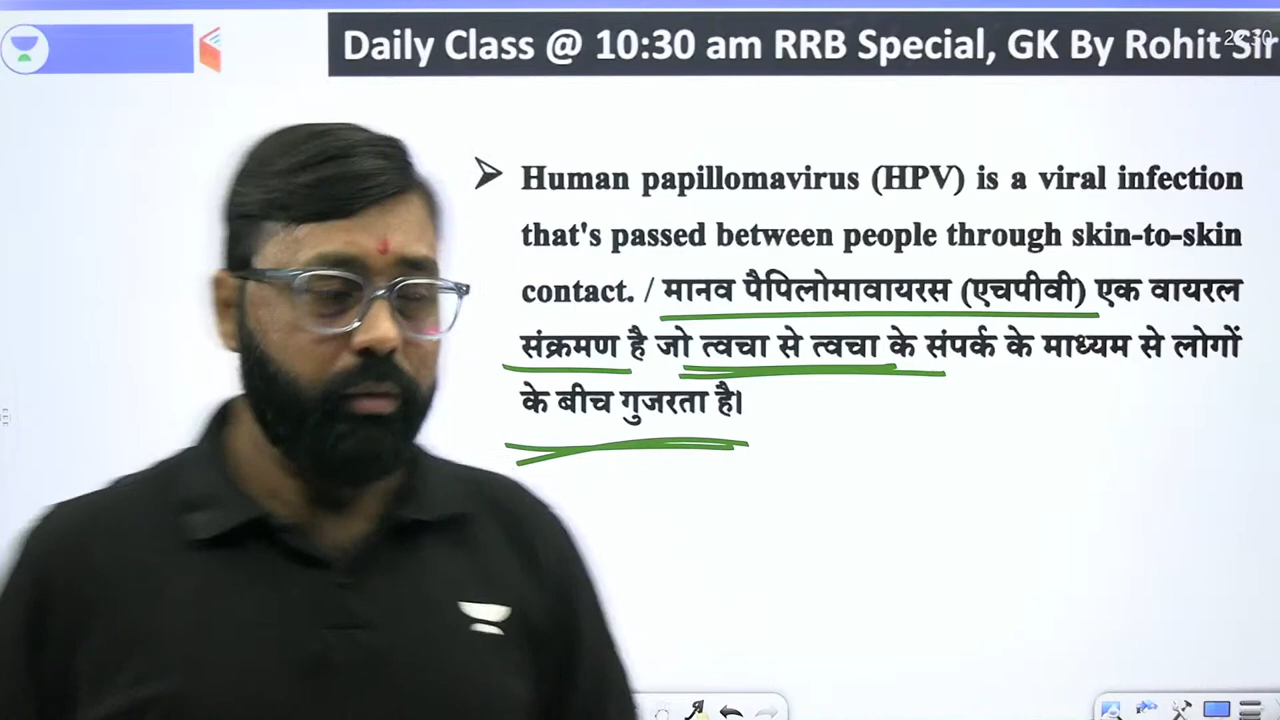 Daily Class @ 10:30 am RRB Special, GK By Rohit Sir
Human papillomavirus (HPV) is a viral infection
that's passed between people through skin-to-skin
contact. / मानव पैपिलोमावायरस (एचपीवी) एक वायरल
संक्रमण है जो त्वचा से त्वचा के संपर्क के माध्यम से लोगों
के बीच गुजरता है।